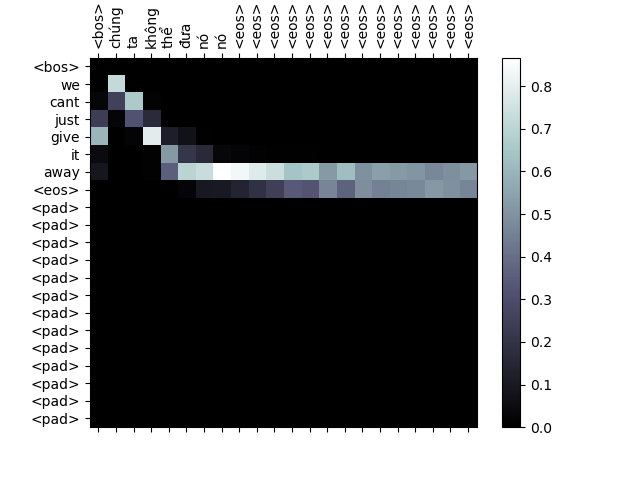 <bos>
chúng
ta
không
thể
đưa
nó
nó
<eos>
<eos>
<eos>
<eos>
<eos>
<eos>
<eos>
<eos>
<eos>
<eos>
<eos>
<eos>
<eos>
<eos>
<bos>
we
cant
just
give
it
away
<eos>
<pad>
<pad>
<pad>
<pad>
<pad>
<pad>
<pad>
<pad>
<pad>
<pad>
<pad>
<pad>
<pad>
0.8
0.7
0.6
0.5
0.4
0.3
0.2
0.1
0.0